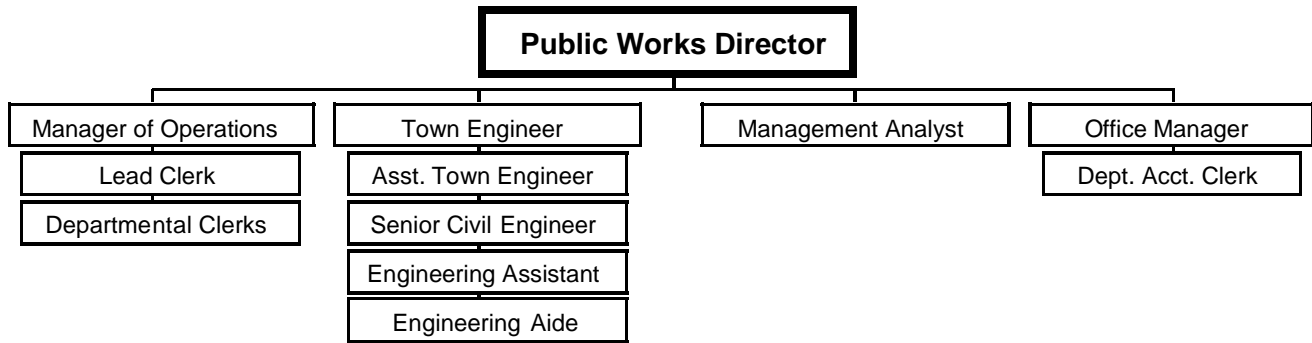 Public Works Director
Manager of Operations
Town Engineer
Management Analyst
Office Manager
Lead Clerk
Asst. Town Engineer
Dept. Acct. Clerk
Departmental Clerks
Senior Civil Engineer
Engineering Assistant
Engineering Aide